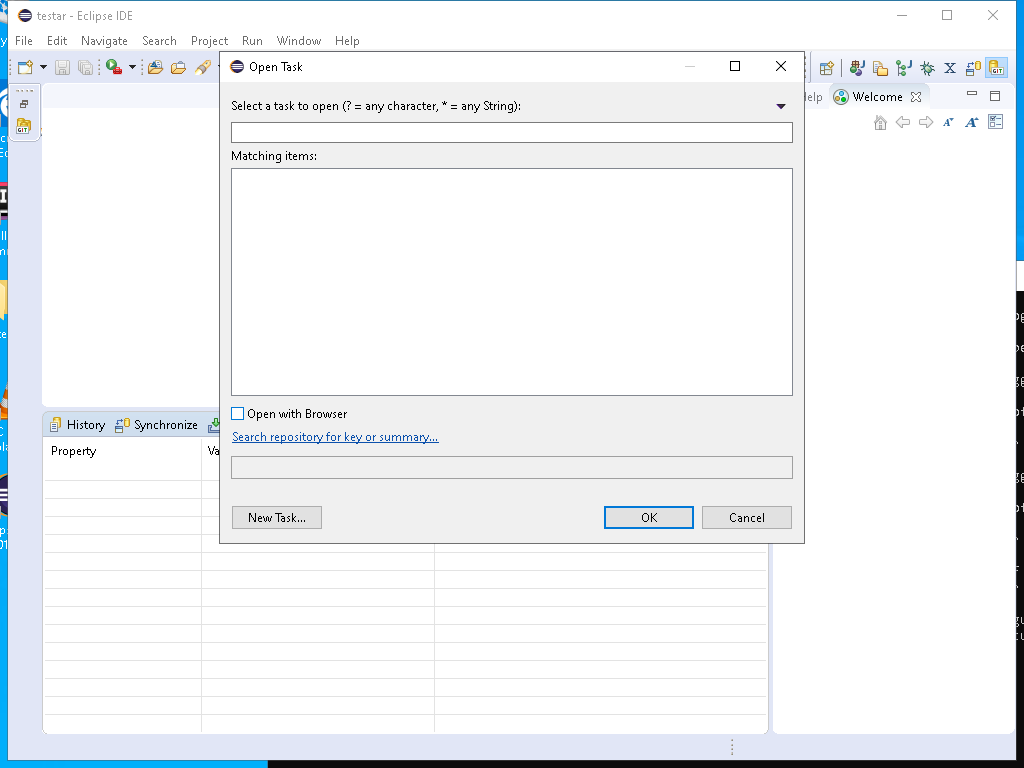 testar - Eclipse IDE
File Edit Navigate Search Project Run Window Help
Open Task
Select a task to open (? = any character, * = any String):
Matching items:
Open with Browser
Search repository for key or summary...
New Task... OK Cancel
elp Welcome
History Synchronize
Property Va
GIT
GIT